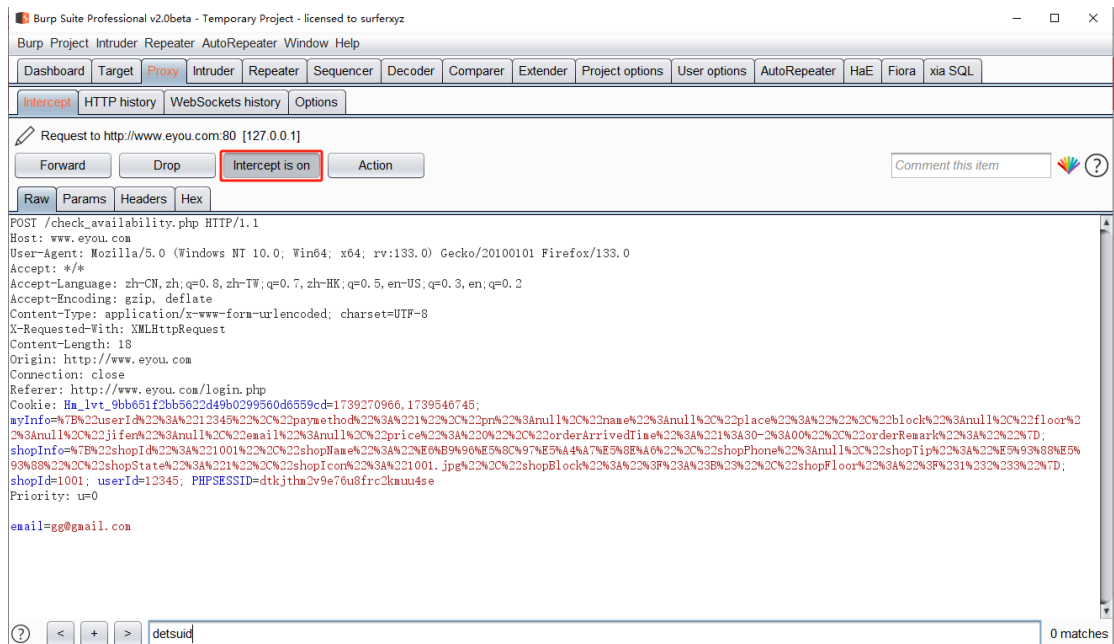 Burp Suite Professional v2.0beta - Temporary Project - licensed to surferxyz
Burp Project Intruder Repeater AutoRepeater Window Help
Dashboard Target Proxy Intruder Repeater Sequencer Decoder Comparer Extender Project options User options AutoRepeater HaE Fiora xia SQL
Intercept HTTP history WebSockets history Options
Request to http://www.eyou.com:80 [127.0.0.1]
Forward Drop Intercept is on Action Comment this item ?
Raw Params Headers Hex
POST /check_availability.php HTTP/1.1
Host: www.eyou.com
User-Agent: Mozilla/5.0 (Windows NT 10.0; Win64; x64; rv:133.0) Gecko/20100101 Firefox/133.0
Accept: */*
Accept-Language: zh-CN,zh;q=0.8,zh-TW;q=0.7,zh-HK;q=0.5,en-US;q=0.3,en;q=0.2
Accept-Encoding: gzip, deflate
Content-Type: application/x-www-form-urlencoded; charset=UTF-8
X-Requested-With: XMLHttpRequest
Content-Length: 18
Origin: http://www.eyou.com
Connection: close
Referer: http://www.eyou.com/login.php
Cookie: Hm_lvt_9bb651f2bb5622d49b0299560d6559cd=1739270966,1739546745;
myInfo=%7B%22userId%22%3A%2212345%22%2C%22paymethod%22%3A%221%22%2C%22pn%22%3Anull%2C%22name%22%3Anull%2C%22place%22%3A%22%22%2C%22block%22%3Anull%2C%22floor%2
2%3Anull%2C%22jifen%22%3Anull%2C%22email%22%3Anull%2C%22price%22%3A%220%22%2C%22orderArrivedTime%22%3A%221%3A30-2%3A00%22%2C%22orderRemark%22%3A%22%22%7D;
shopInfo=%7B%22shopId%22%3A%221001%22%2C%22shopName%22%3A%22%E6%B9%96%E5%8C%97%E5%A4%A7%E5%8E%A6%22%2C%22shopPhone%22%3Anull%2C%22shopTip%22%3A%22%E5%93%88%E5%
93%88%22%2C%22shopState%22%3A%221%22%2C%22shopIcon%22%3A%221001.jpg%22%2C%22shopBlock%22%3A%22%3F%23A%23B%23%22%2C%22shopFloor%22%3A%22%3F%231%232%233%22%7D;
shopId=1001; userId=12345; PHPSESSID=dtkjthm2v9e76u8frc2kmuu4se
Priority: u=0
email=gg@gmail.com
? < + > detsuid 0 matches